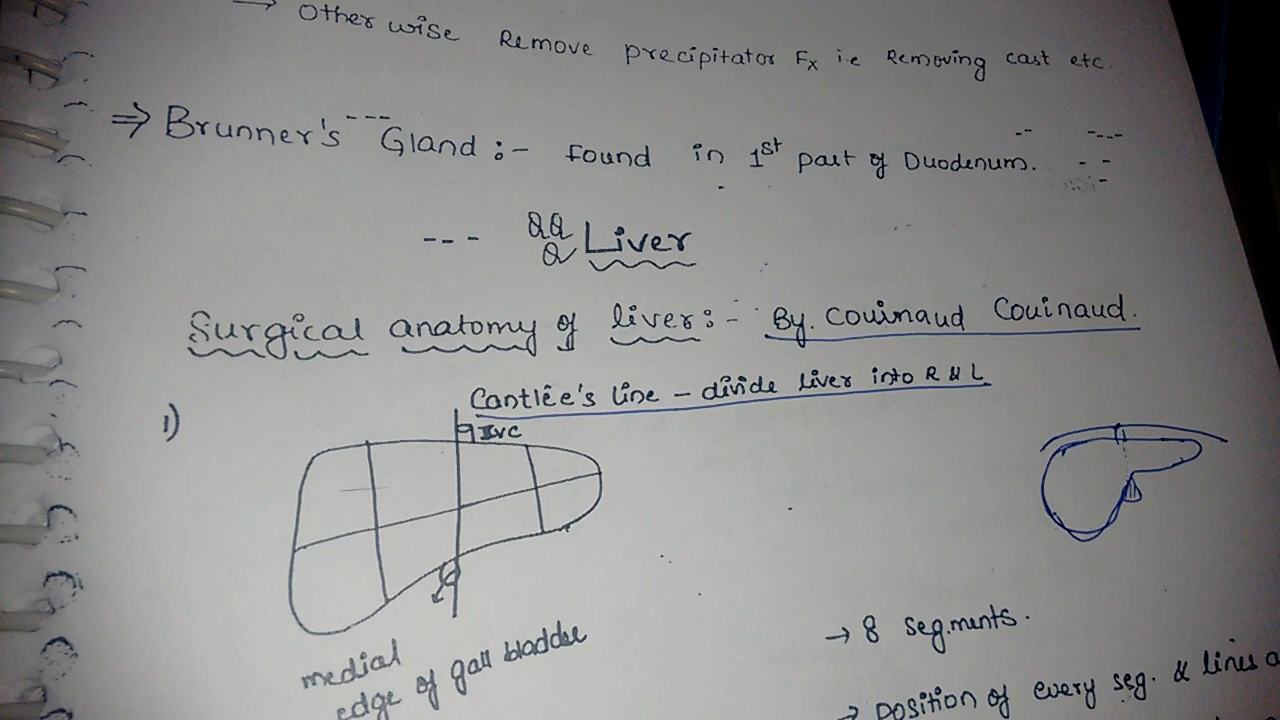 → Otherwise Remove precipitator Fx i.e Removing cast etc.
⇒ Brunner's Gland :- found in 1st part of Duodenum.
QQ
Q Liver
Surgical anatomy of liver :- By. Couinaud Couinaud.
Cantlie's line - divide liver into R & L
1)
IVC
medial
edge of gall bladder
→ 8 segments.
→ Position of every seg. & lines